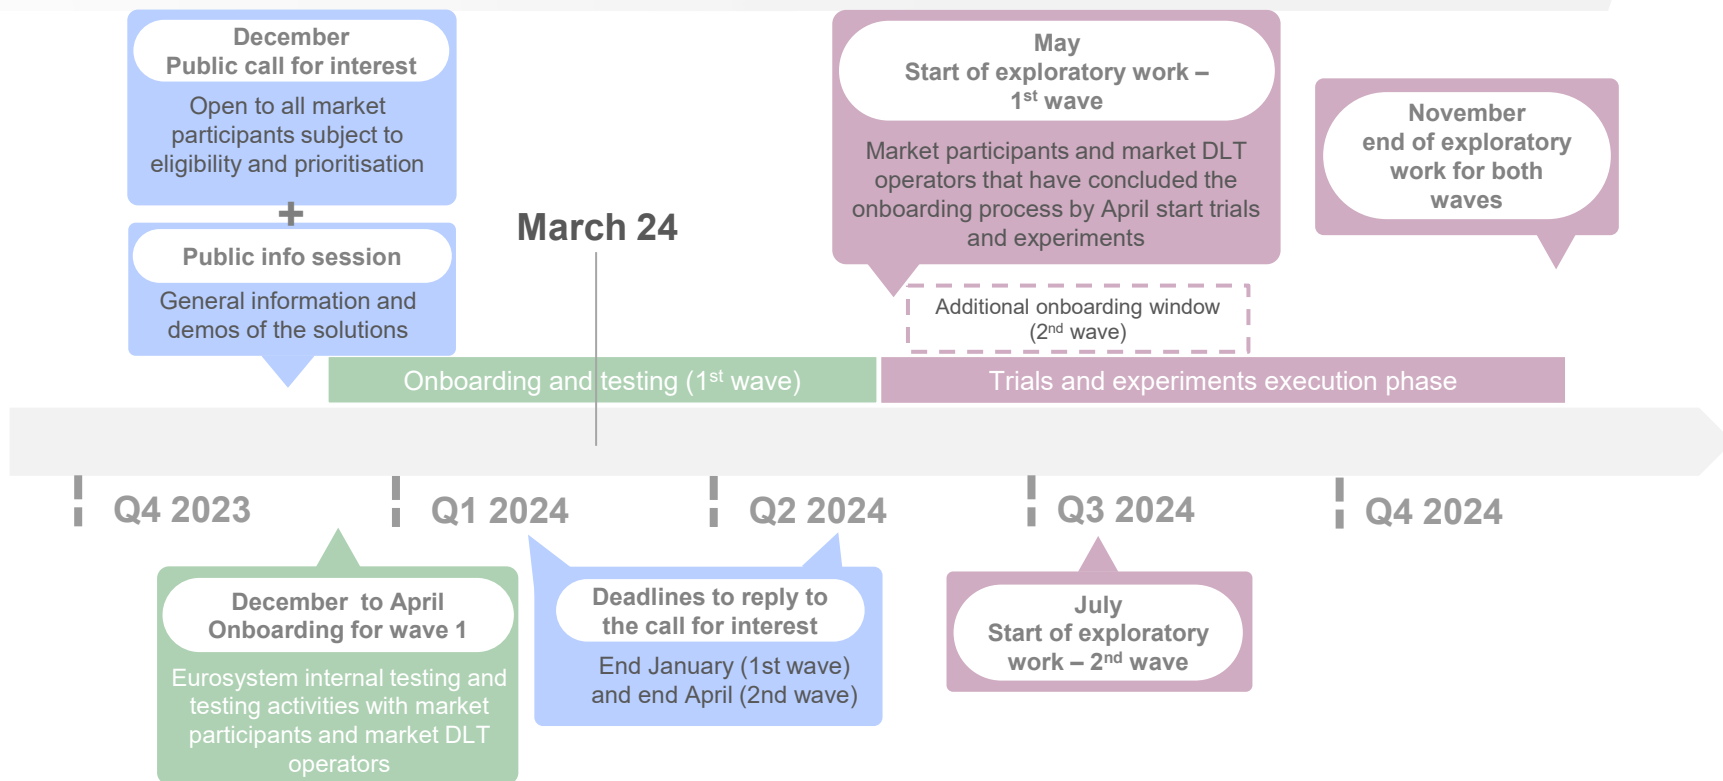 December
Public call for interest
Open to all market
participants subject to
eligibility and prioritisation
+
Public info session
General information and
demos of the solutions
March 24
May
Start of exploratory work –
1st wave
Market participants and market DLT
operators that have concluded the
onboarding process by April start trials
and experiments
November
end of exploratory
work for both
waves
Additional onboarding window
(2nd wave)
Onboarding and testing (1st wave)
Trials and experiments execution phase
Q4 2023
Q1 2024
Q2 2024
Q3 2024
Q4 2024
December to April
Onboarding for wave 1
Eurosystem internal testing and
testing activities with market
participants and market DLT
operators
Deadlines to reply to
the call for interest
End January (1st wave)
and end April (2nd wave)
July
Start of exploratory
work – 2nd wave